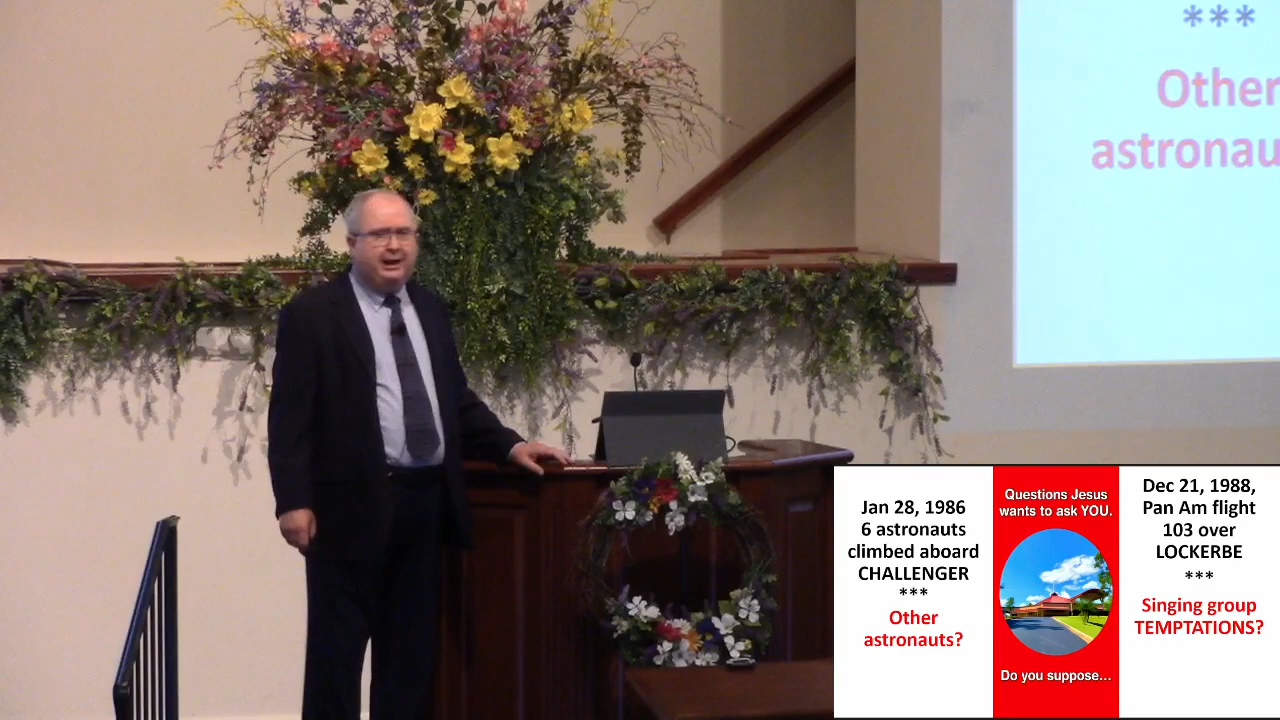 ***
Other
astronau
Jan 28, 1986
6 astronauts
climbed aboard
CHALLENGER
***
Other
astronauts?
Questions Jesus
wants to ask YOU.
Do you suppose...
Dec 21, 1988,
Pan Am flight
103 over
LOCKERBE
***
Singing group
TEMPTATIONS?